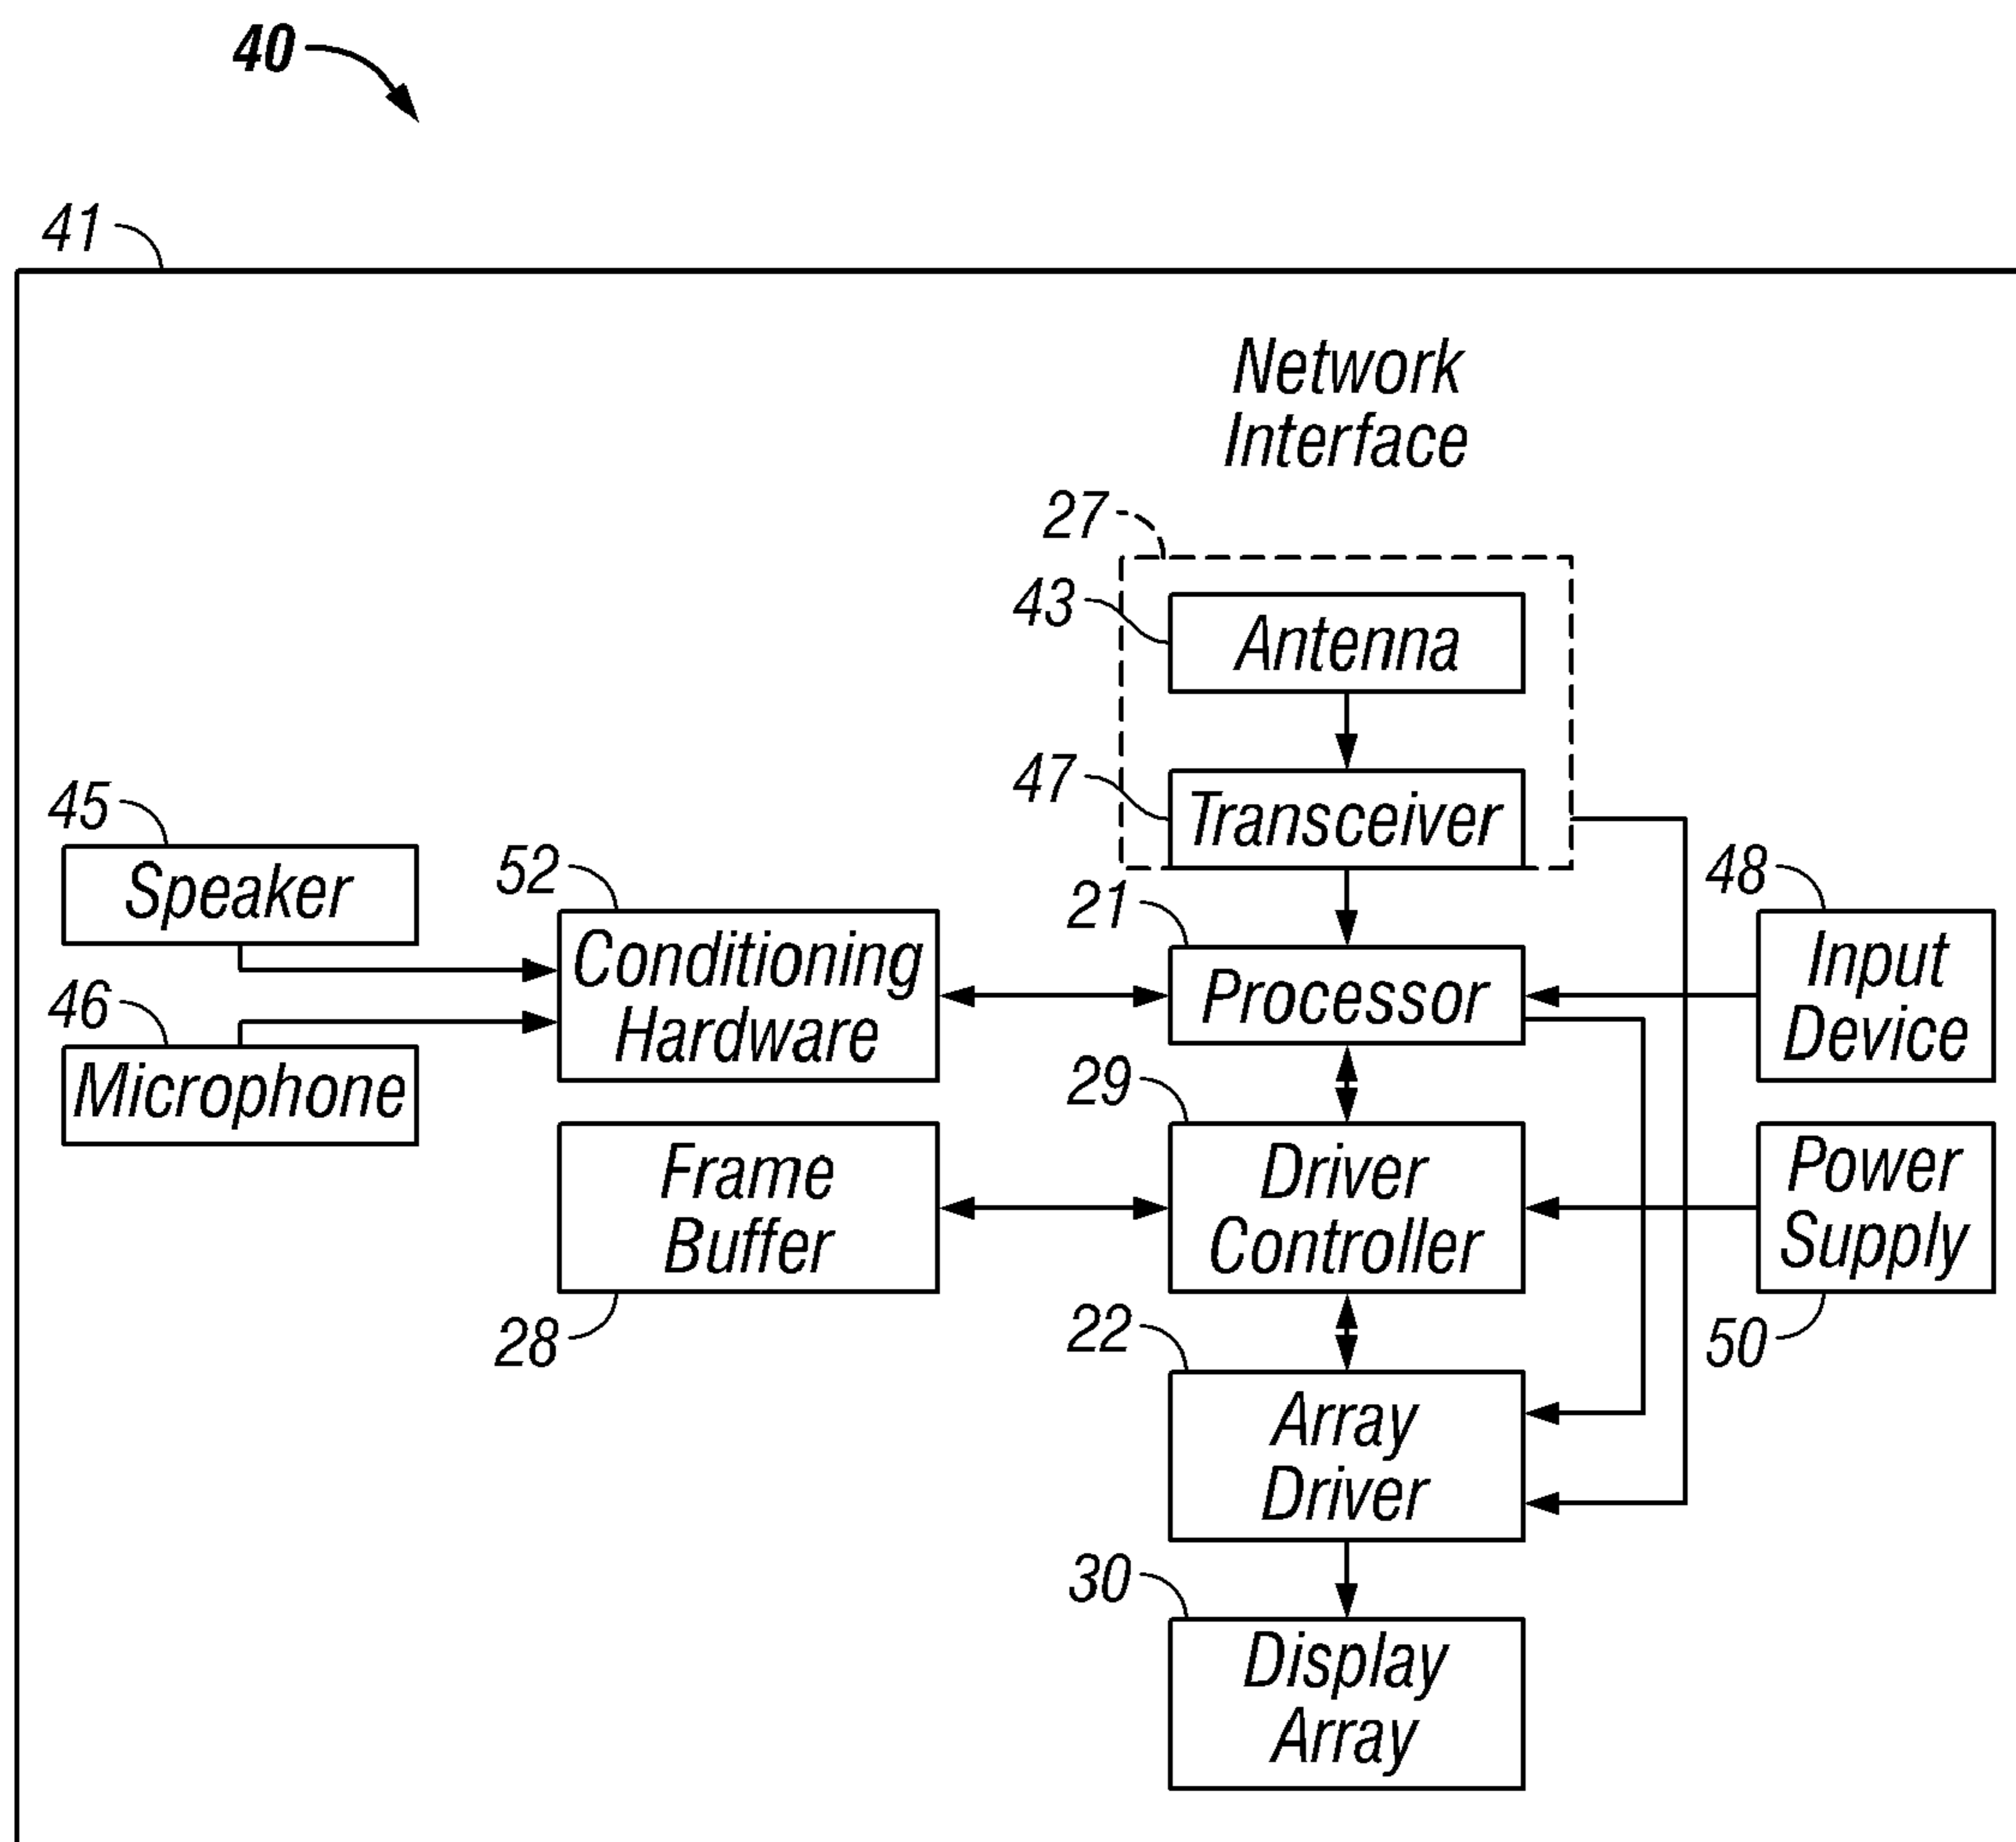 40
41
Network
Interface
27
43
Antenna
47
Transceiver
45
Speaker
52
Conditioning
Hardware
21
Processor
48
Input
Device
46
Microphone
29
Driver
Controller
Frame
Buffer
28
Power
Supply
50
22
Array
Driver
30
Display
Array